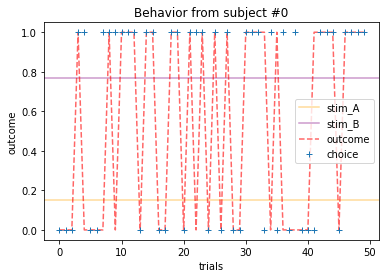 Behavior from subject #0
1.0
0.8
0.6
0.4
0.2
0.0
outcome
stim_A
stim_B
outcome
choice
0 10 20 30 40 50
trials